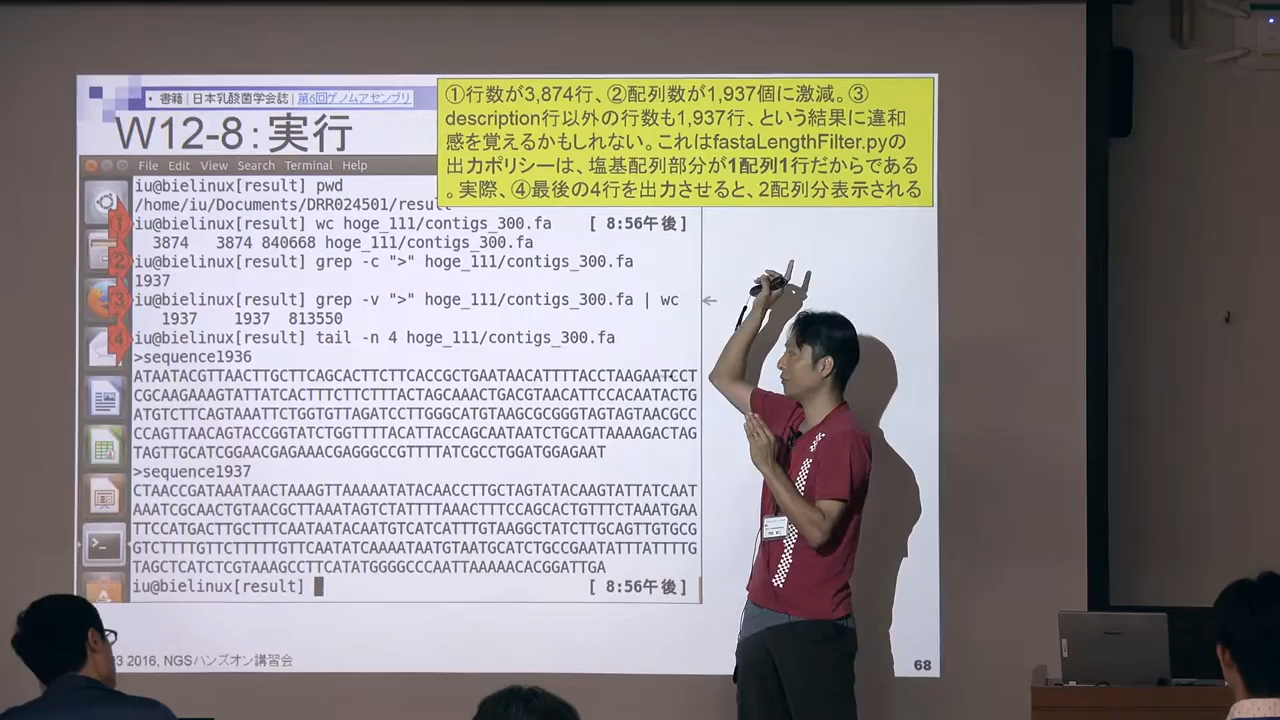 ・書籍 | 日本乳酸菌学会誌 | 第6回ゲノムアセンブリ
W12-8：実行
①行数が3,874行、②配列数が1,937個に激減。③
description行以外の行数も1,937行、という結果に違和
感を覚えるかもしれない。これはfastaLengthFilter.pyの
出力ポリシーは、塩基配列部分が1配列1行だからである
。実際、④最後の4行を出力させると、2配列分表示される
File Edit View Search Terminal Help
iu@bielinux[result] pwd
/home/iu/Documents/DRR024501/result
① iu@bielinux[result] wc hoge_111/contigs_300.fa [ 8:56午後]
3874 3874 840668 hoge_111/contigs_300.fa
② iu@bielinux[result] grep -c ">" hoge_111/contigs_300.fa
1937
③ iu@bielinux[result] grep -v ">" hoge_111/contigs_300.fa | wc
1937 1937 813550
④ iu@bielinux[result] tail -n 4 hoge_111/contigs_300.fa
>sequence1936
ATAATACGTTAACTTGCTTCAGCACTTCTTCACCGCTGAATAACATTTTACCTAAGAATCCT
CGCAAGAAAGTATTATCACTTTCTTCTTTACTAGCAAACTGACGTAACATTCCACAATACTG
ATGTCTTCAGTAAATTCTGGTGTTAGATCCTTGGGCATGTAAGCGCGGGTAGTAGTAACGCC
CCAGTTAACAGTACCGGTATCTGGTTTTACATTACCAGCAATAATCTGCATTAAAAGACTAG
TAGTTGCATCGGAACGAGAAACGAGGGCCGTTTTATCGCCTGGATGGAGAAT
>sequence1937
CTAACCGATAAATAACTAAAGTTAAAAATATACAACCTTGCTAGTATACAAGTATTATCAAT
AAATCGCAACTGTAACGCTTAAATAGTCTATTTTAAACTTTCCAGCACTGTTTCTAAATGAA
TTCCATGACTTGCTTTCAATAATACAATGTCATCATTTGTAAGGCTATCTTGCAGTTGTGCG
GTCTTTTGTTCTTTTTTGTTCAATATCAAAATAATGTAATGCATCTGCCGAATATTTATTTTG
TAGCTCATCTCGTAAAGCCTTCATATGGGGCCCAATTAAAAACACGGATTGA
iu@bielinux[result] [ 8:56午後]
3 2016, NGSハンズオン講習会
68